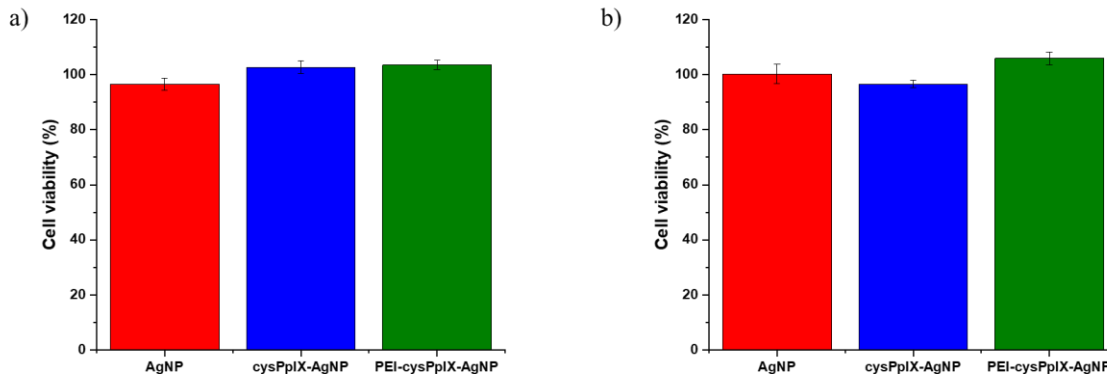 a)
120
100
80
60
40
20
0
Cell viability (%)
AgNP
cysPpIX-AgNP
PEI-cysPpIX-AgNP
b)
120
100
80
60
40
20
0
Cell viability (%)
AgNP
cysPpIX-AgNP
PEI-cysPpIX-AgNP